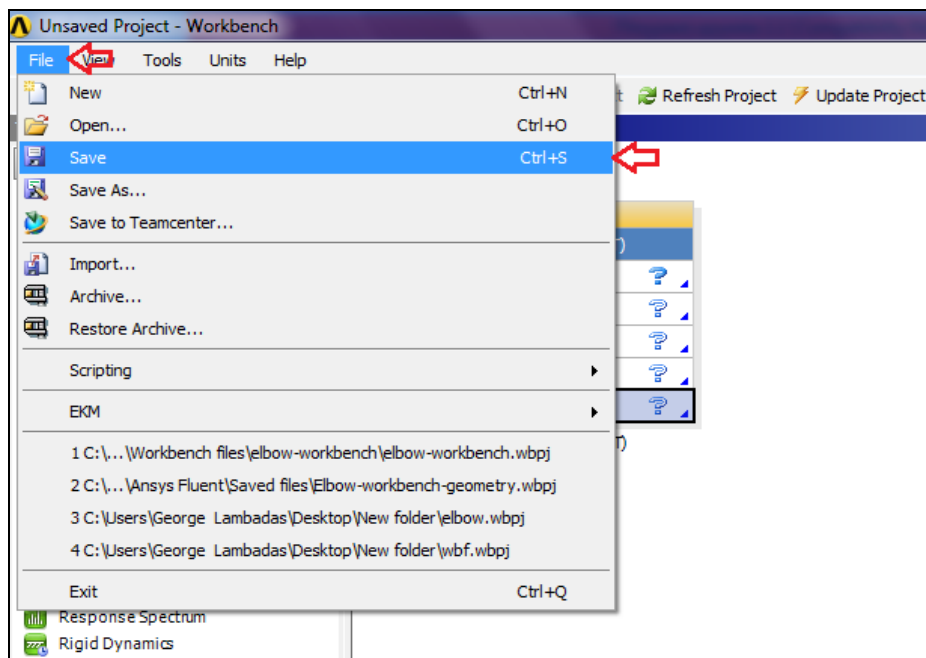 Unsaved Project - Workbench
File View Tools Units Help
New Ctrl+N
Refresh Project Update Project
Open... Ctrl+O
Save Ctrl+S
Save As...
Save to Teamcenter...
Import...
Archive...
Restore Archive...
Scripting
EKM
1 C:\...\Workbench files\elbow-workbench\elbow-workbench.wbpj
2 C:\...\Ansys Fluent\Saved files\Elbow-workbench-geometry.wbpj
3 C:\Users\George Lambadas\Desktop\New folder\elbow.wbpj
4 C:\Users\George Lambadas\Desktop\New folder\wbf.wbpj
Exit Ctrl+Q
Response Spectrum
Rigid Dynamics